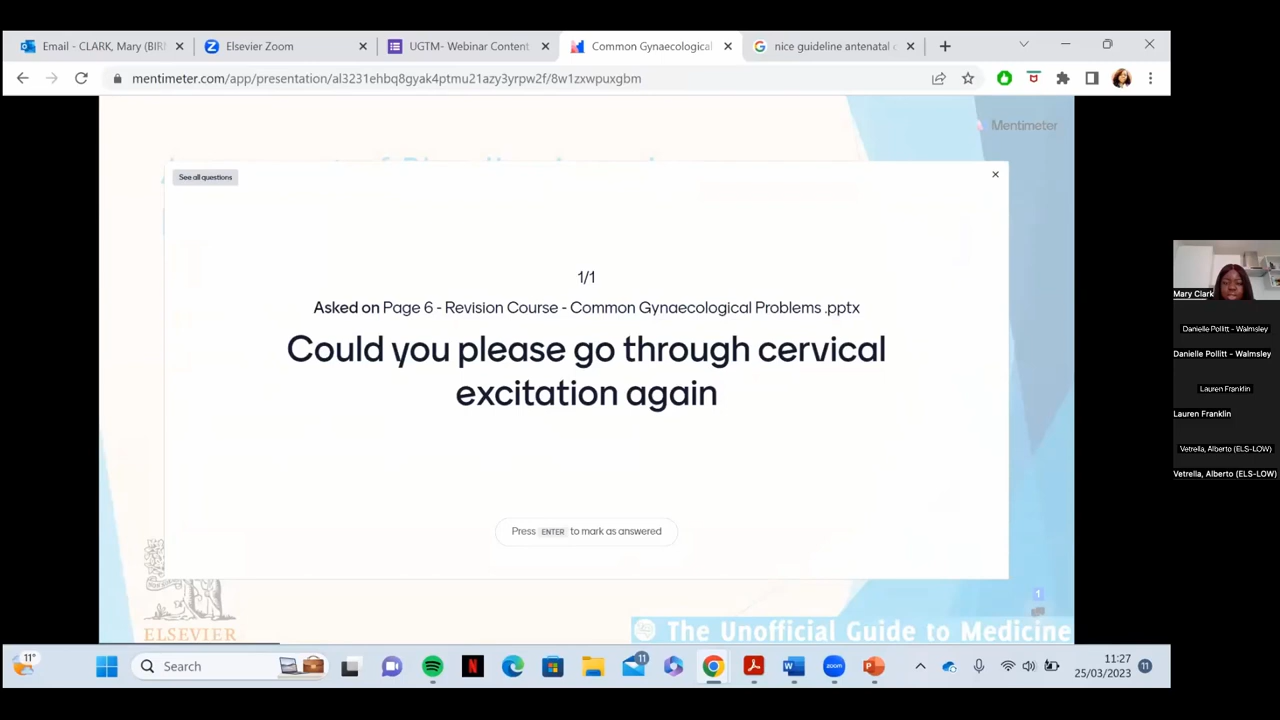 Email - CLARK, Mary (BIR
Elsevier Zoom
UGTM- Webinar Content
Common Gynaecological
nice guideline antenatal c
mentimeter.com/app/presentation/al3231ehbq8gyak4ptmu21azy3yrpw2f/8w1zxwpuxgbm
Mentimeter
See all questions
1/1
Asked on Page 6 - Revision Course - Common Gynaecological Problems .pptx
Could you please go through cervical
excitation again
Press ENTER to mark as answered
1
ELSEVIER
The Unofficial Guide to Medicine
Mary Clark
Danielle Pollitt - Walmsley
Danielle Pollitt - Walmsley
Lauren Franklin
Lauren Franklin
Vetrella, Alberto (ELS-LOW)
Vetrella, Alberto (ELS-LOW)
11°
Search
11
zoom
11:27
25/03/2023
11